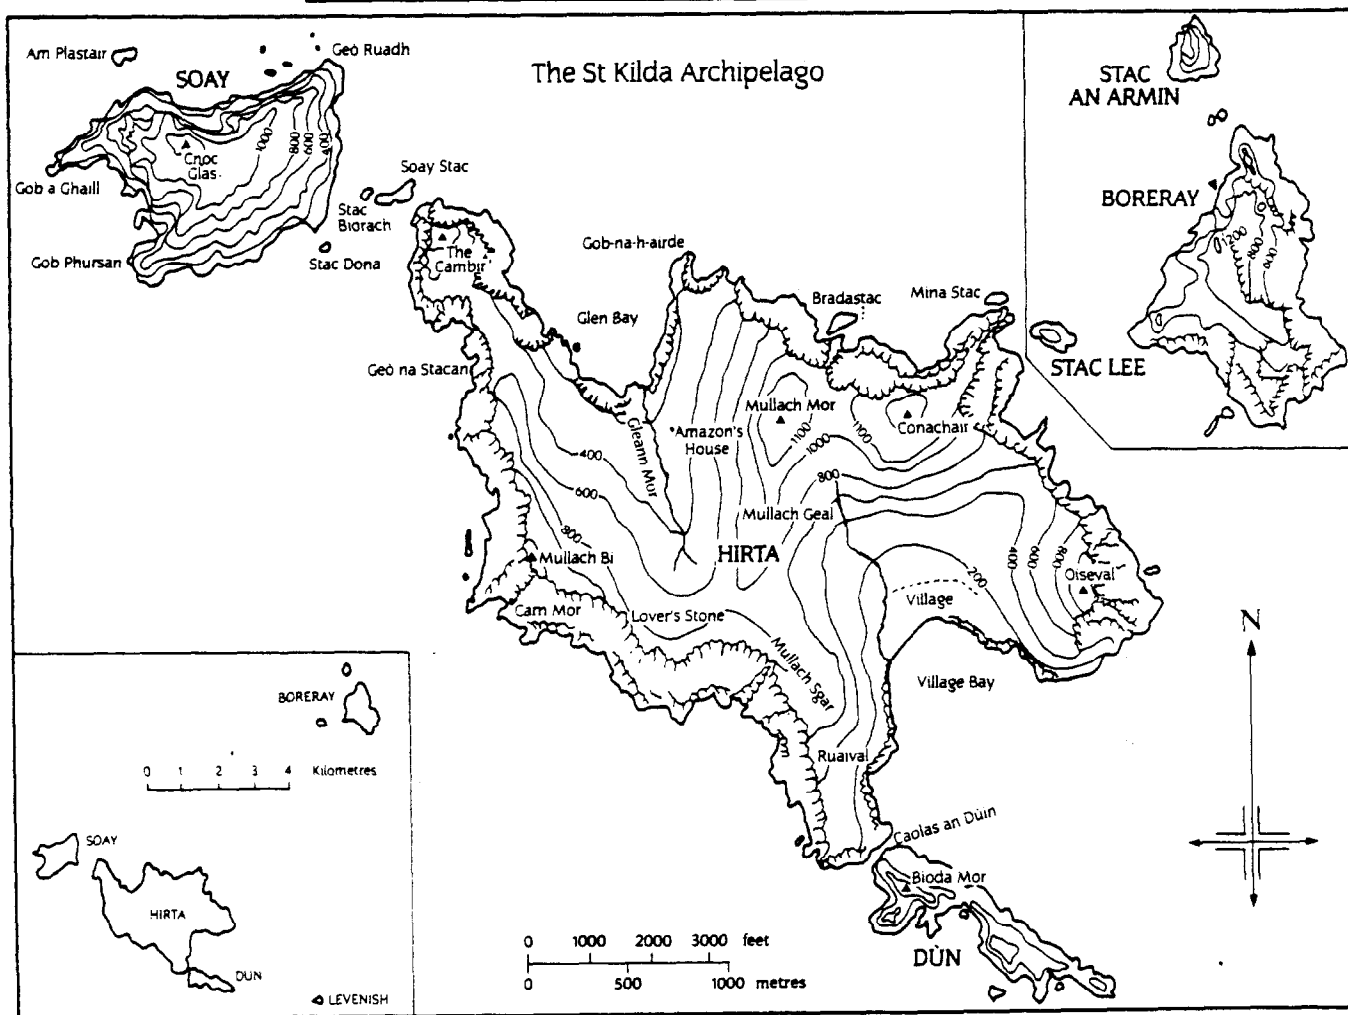 The St Kilda Archipelago
Am Plastair
Geò Ruadh
SOAY
1000
800
600
400
Cnoc
Glas
Gob a Ghaill
Gob Phursan
Soay Stac
Stac
Biorach
Stac Dona
The
Cambir
Gob-na-h-airde
Glen Bay
Geò na Stacan
Bradastac
Mina Stac
STAC
AN ARMIN
BORERAY
1200
800
600
STAC LEE
Mullach Mor
1100
1000
1100
Conachair
Amazon's
House
Gleann Mor
400
600
800
800
Mullach Geal
HIRTA
Mullach Bi
Carn Mor
Lover's Stone
Mullach Sgar
200
400
600
800
Oiseval
Village
Village Bay
Ruaival
Caolas an Dùin
Bioda Mor
DÙN
N
0 1000 2000 3000 feet
0 500 1000 metres
BORERAY
0 1 2 3 4 Kilometres
SOAY
HIRTA
DÙN
LEVENISH